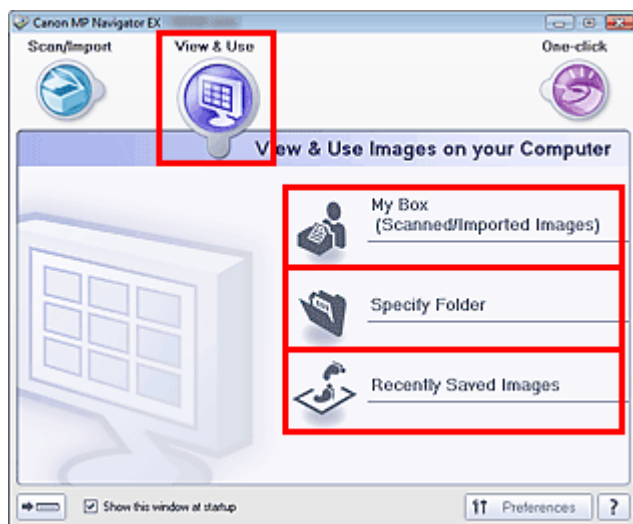 Canon MP Navigator EX
Scan/Import
View & Use
One-click
View & Use Images on your Computer
My Box
(Scanned/Imported Images)
Specify Folder
Recently Saved Images
Show this window at startup
Preferences
?